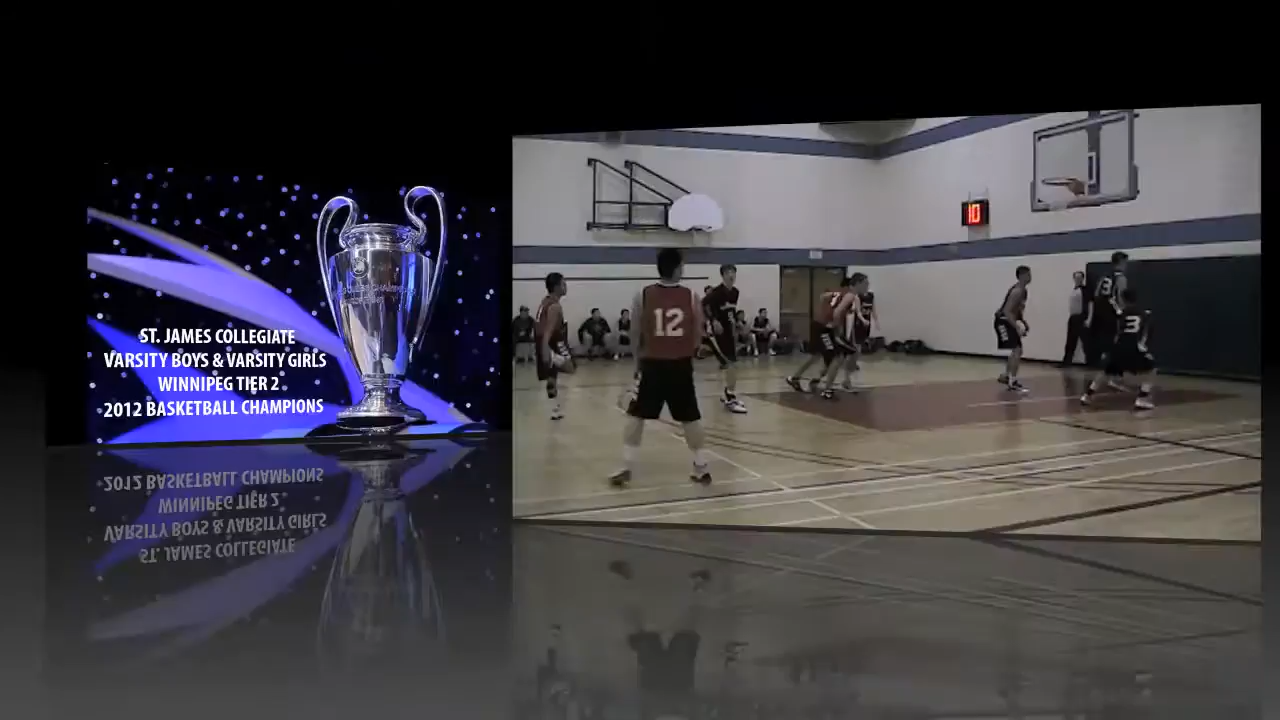 ST. JAMES COLLEGIATE
VARSITY BOYS & VARSITY GIRLS
WINNIPEG TIER 2
2012 BASKETBALL CHAMPIONS
10
12
3
3